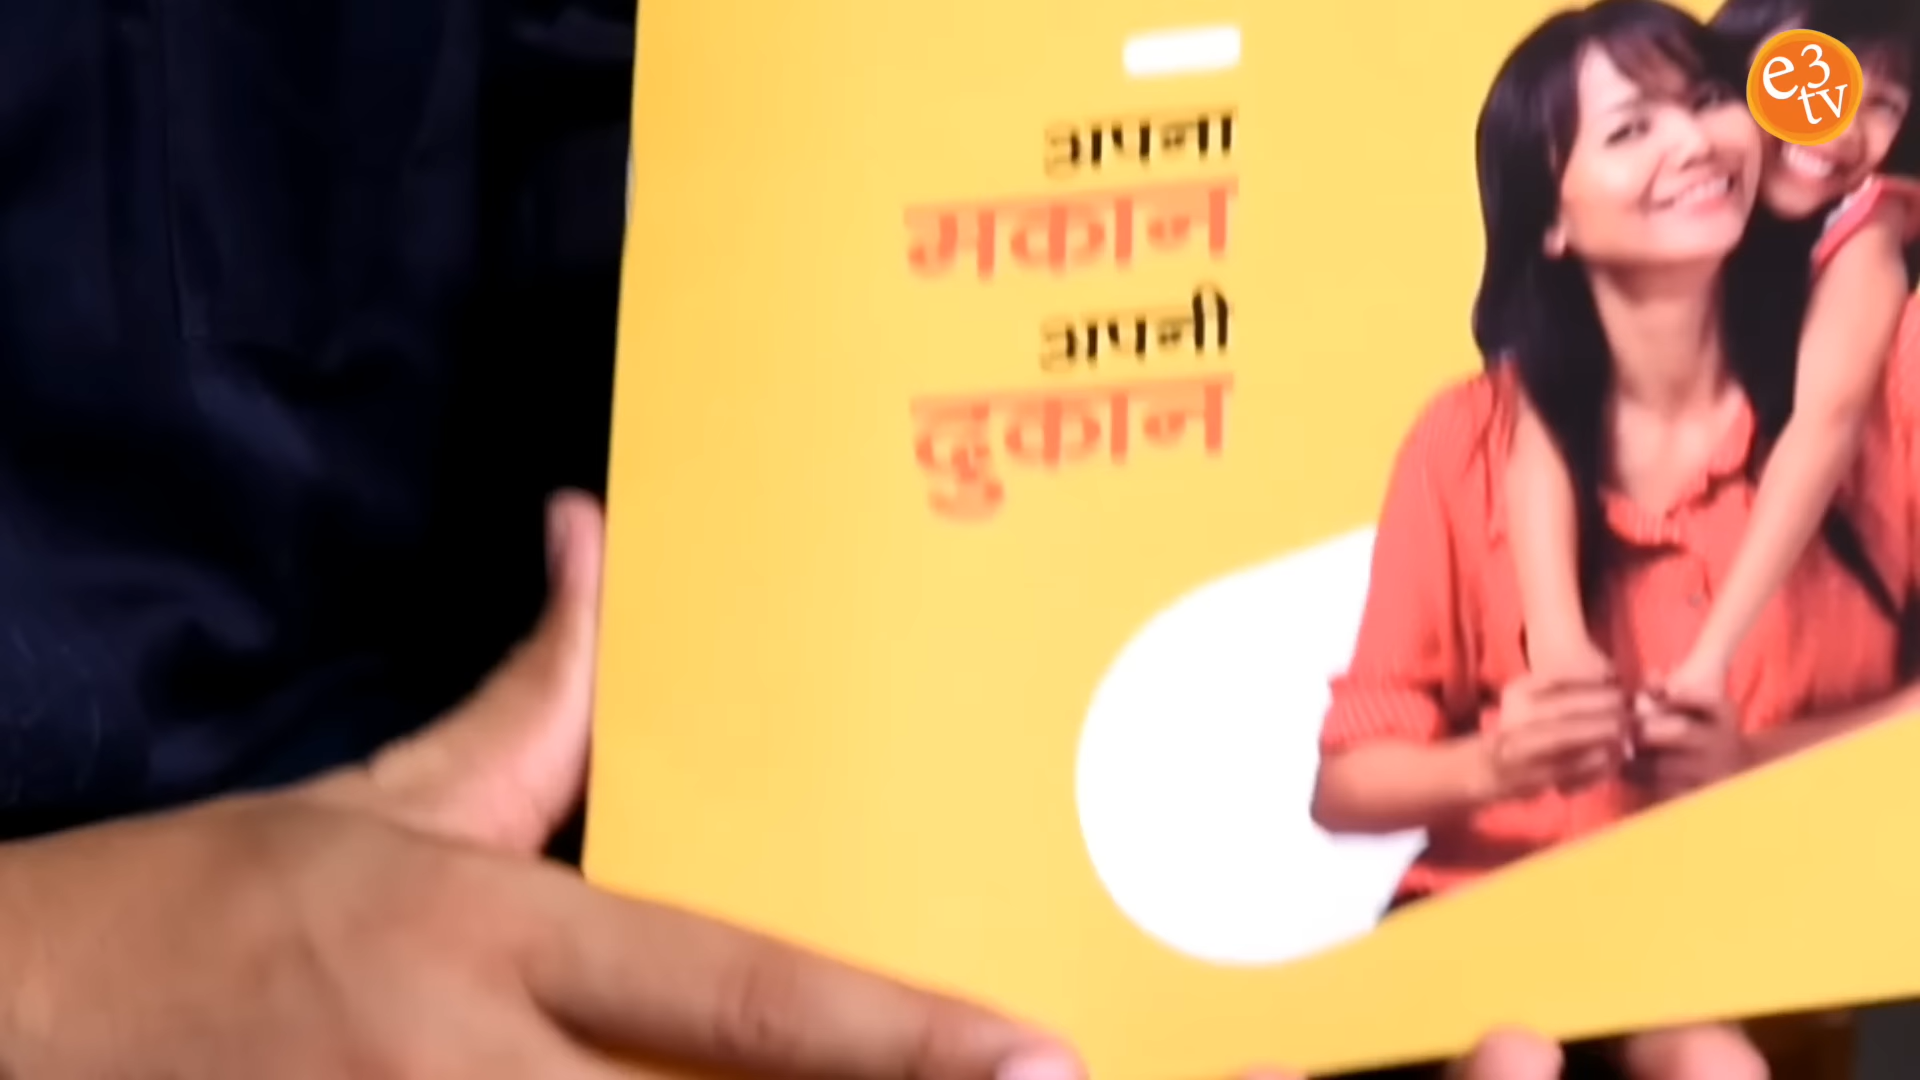 अपना
मकान
अपनी
दुकान
e3
tv